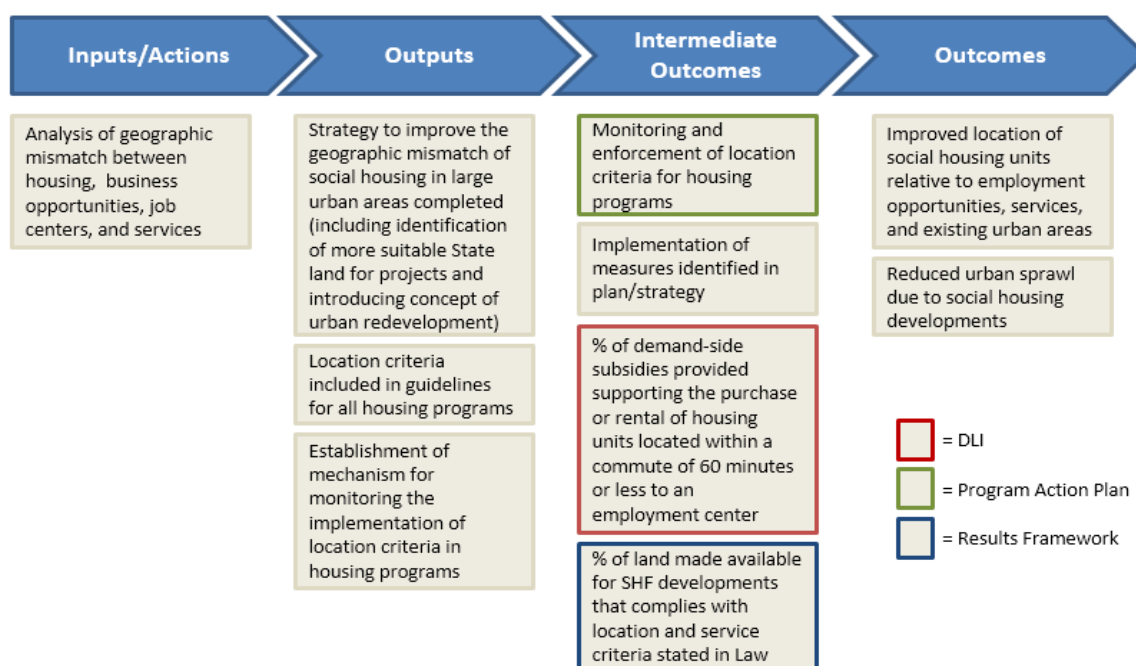 Inputs/Actions
Outputs
Intermediate
Outcomes
Outcomes
Analysis of geographic
mismatch between
housing, business
opportunities, job
centers, and services
Strategy to improve the
geographic mismatch of
social housing in large
urban areas completed
(including identification
of more suitable State
land for projects and
introducing concept of
urban redevelopment)
Location criteria
included in guidelines
for all housing programs
Establishment of
mechanism for
monitoring the
implementation of
location criteria in
housing programs
Monitoring and
enforcement of location
criteria for housing
programs
Implementation of
measures identified in
plan/strategy
% of demand-side
subsidies provided
supporting the purchase
or rental of housing
units located within a
commute of 60 minutes
or less to an
employment center
% of land made available
for SHF developments
that complies with
location and service
criteria stated in Law
Improved location of
social housing units
relative to employment
opportunities, services,
and existing urban areas
Reduced urban sprawl
due to social housing
developments
= DLI
= Program Action Plan
= Results Framework